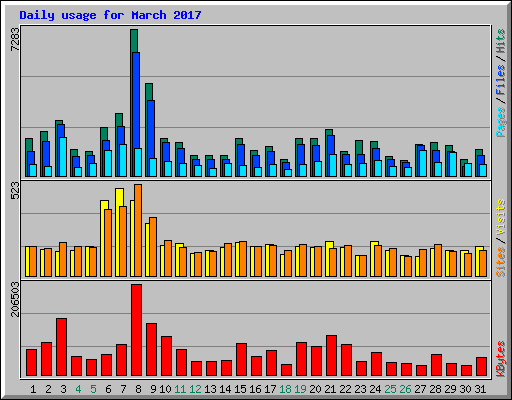 Daily usage for March 2017
7283
523
206503
Pages / Files / Hits
Sites / Visits
KBytes
1 2 3 4 5 6 7 8 9 10 11 12 13 14 15 16 17 18 19 20 21 22 23 24 25 26 27 28 29 30 31